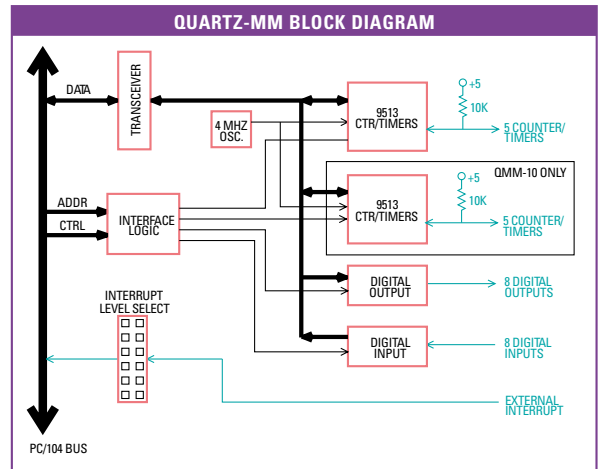 QUARTZ-MM BLOCK DIAGRAM
DATA
TRANSCEIVER
4 MHZ
OSC.
9513
CTR/TIMERS
+5
10K
5 COUNTER/
TIMERS
QMM-10 ONLY
9513
CTR/TIMERS
+5
10K
5 COUNTER/
TIMERS
ADDR
CTRL
INTERFACE
LOGIC
DIGITAL
OUTPUT
8 DIGITAL
OUTPUTS
INTERRUPT
LEVEL SELECT
DIGITAL
INPUT
8 DIGITAL
INPUTS
EXTERNAL
INTERRUPT
PC/104 BUS